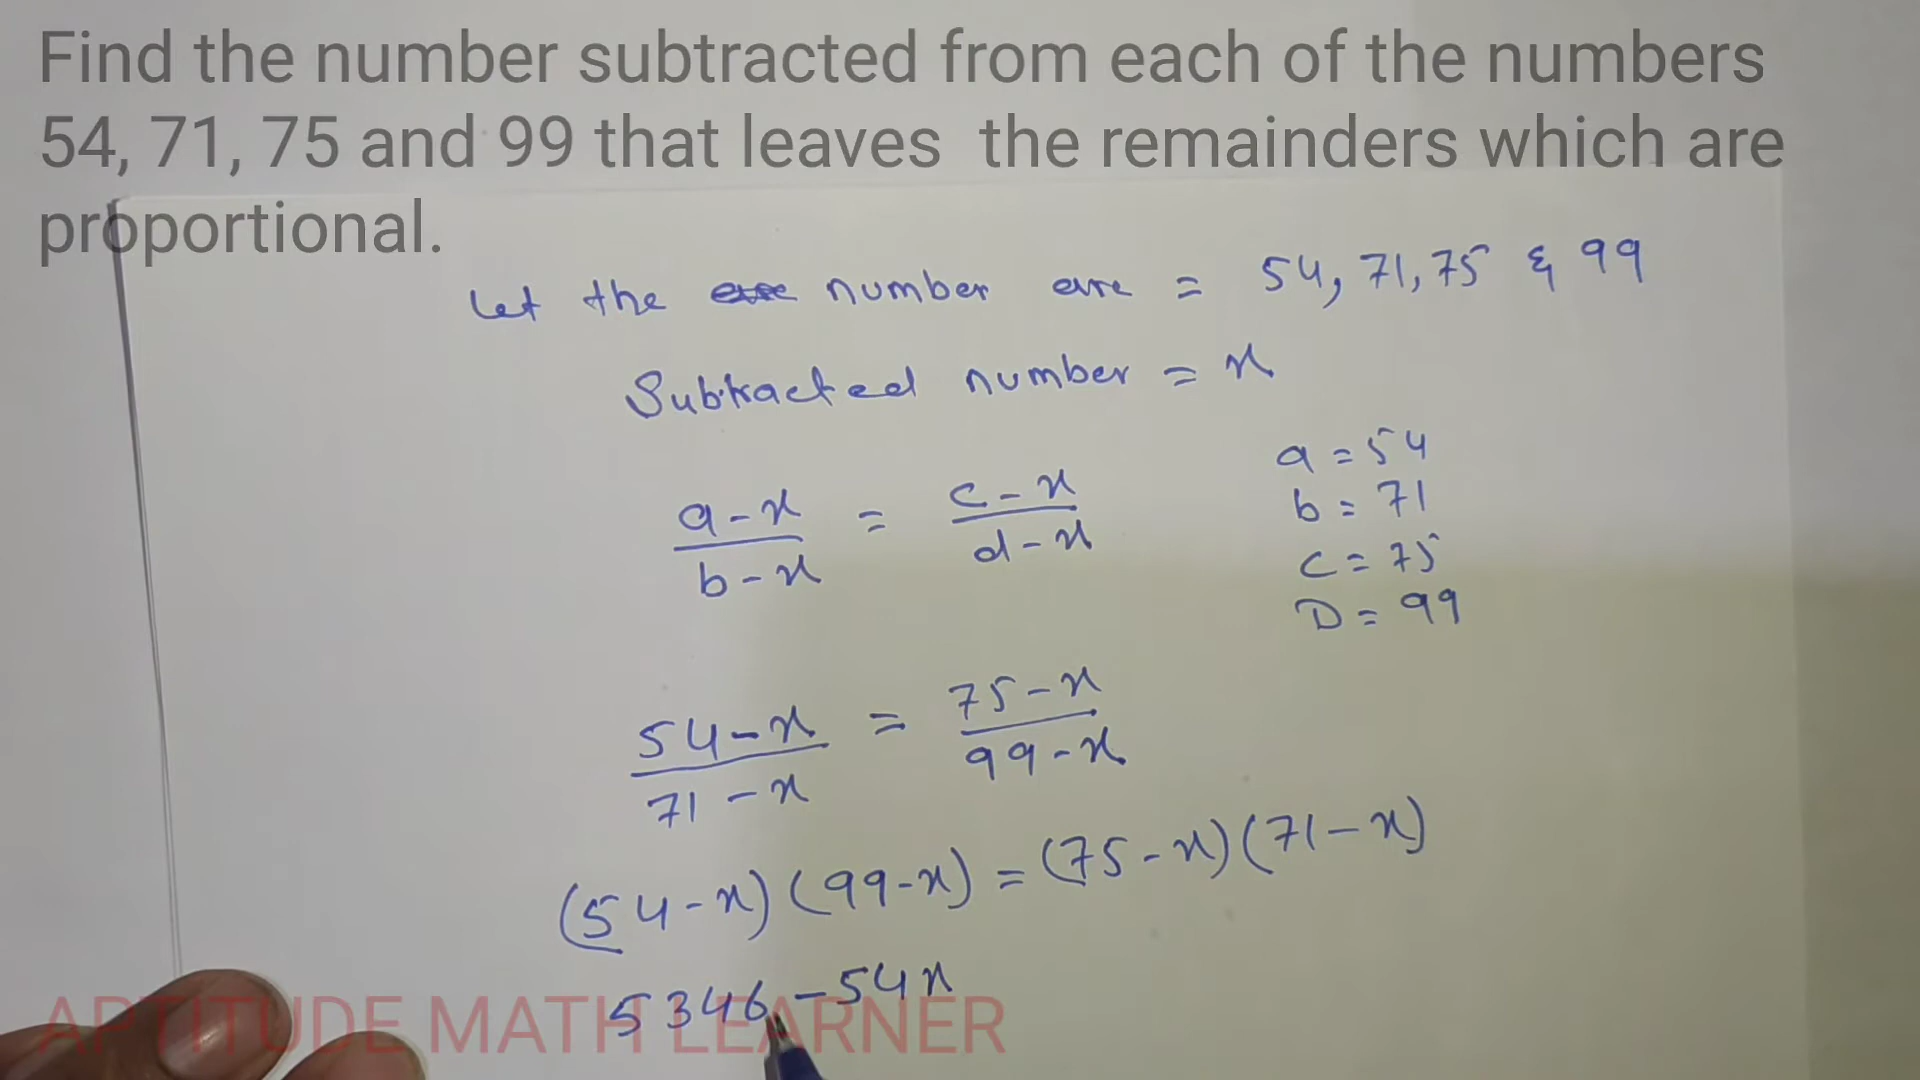 Find the number subtracted from each of the numbers
54, 71, 75 and 99 that leaves the remainders which are
proportional.
Let the number are = 54, 71, 75 & 99
Subtracted number = x
a-x/b-x = c-x/d-x
a = 54
b = 71
c = 75
D = 99
54-x/71-x = 75-x/99-x
(54-x)(99-x) = (75-x)(71-x)
5346-54x
APTITUDE MATH LEARNER